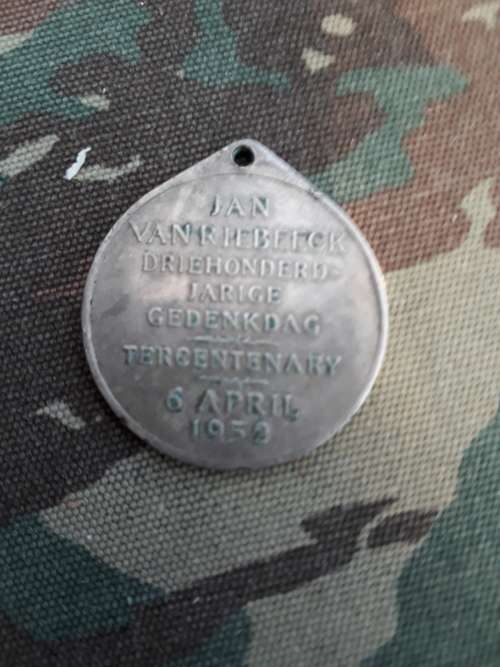 JAN
VAN RIEBEECK
DRIEHONDERD-
JARIGE
GEDENKDAG
TERCENTENARY
6 APRIL
1952